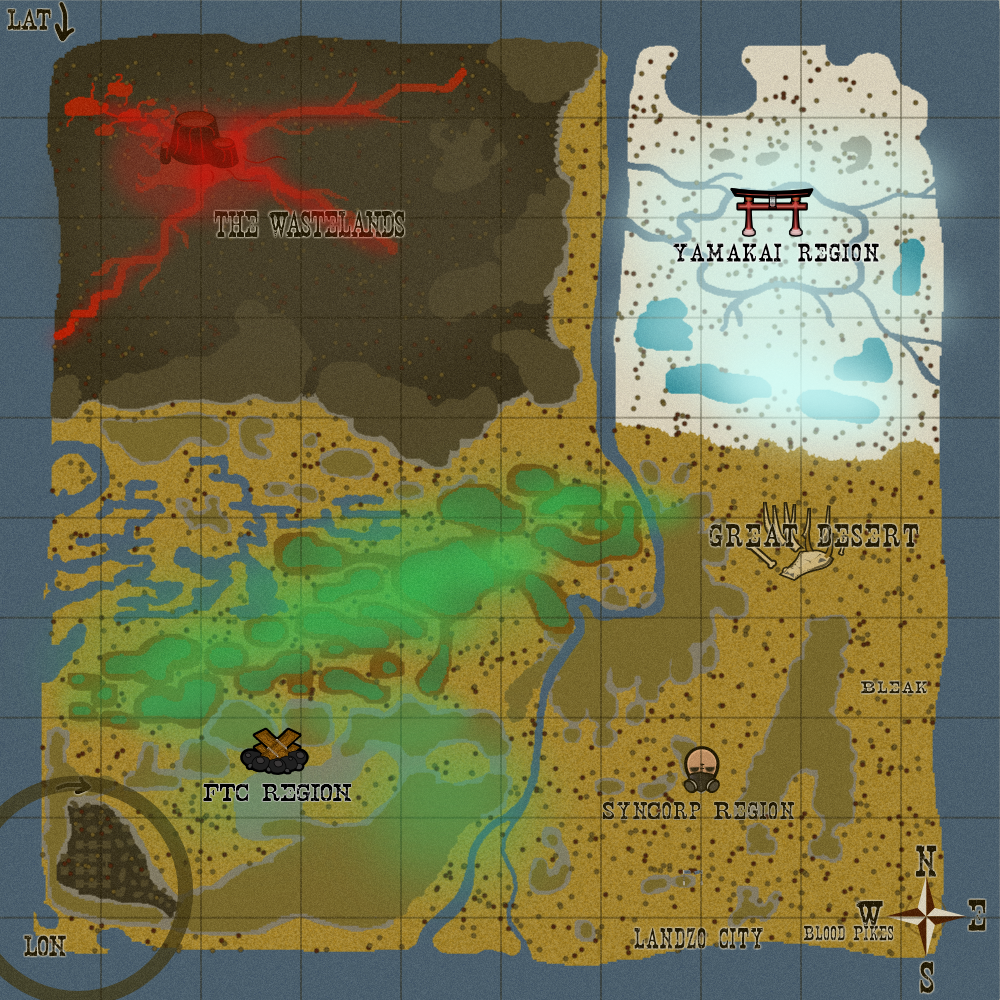 LAT
THE WASTELANDS
YAMAKAI REGION
GREAT DESERT
BLEAK
FTC REGION
SYNCORP REGION
N
W
E
BLOOD PIKES
LANDZO CITY
LON
S